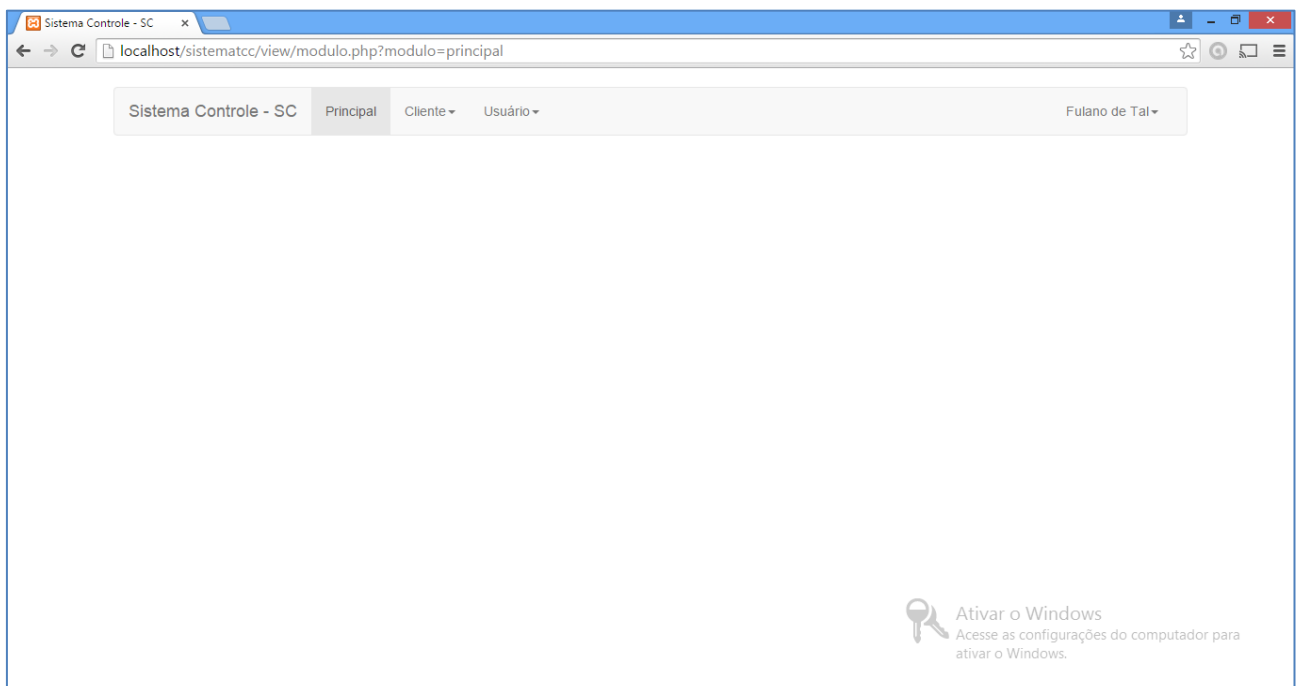 Sistema Controle - SC
localhost/sistematcc/view/modulo.php?modulo=principal
Sistema Controle - SC Principal Cliente Usuário Fulano de Tal
Ativar o Windows
Acesse as configurações do computador para
ativar o Windows.